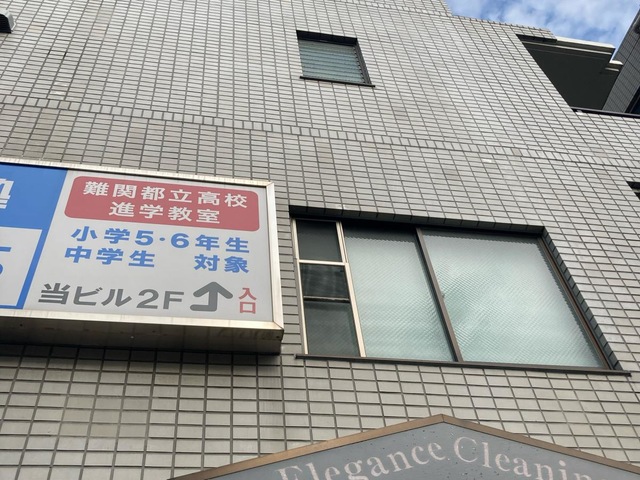 難関都立高校
進学教室
小学5・6年生
中学生 対象
当ビル2F 入口
Elegance Cleaning